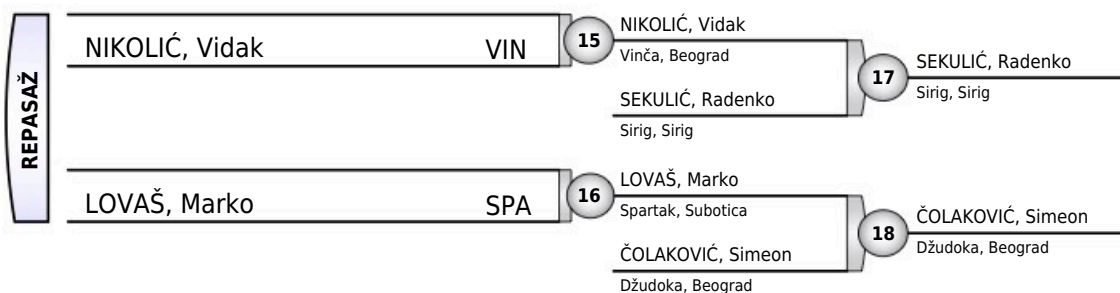 REPASAŽ
NIKOLIĆ, Vidak VIN
15
NIKOLIĆ, Vidak
Vinča, Beograd
SEKULIĆ, Radenko
Sirig, Sirig
17
SEKULIĆ, Radenko
Sirig, Sirig
LOVAŠ, Marko SPA
16
LOVAŠ, Marko
Spartak, Subotica
ČOLAKOVIĆ, Simeon
Džudoka, Beograd
18
ČOLAKOVIĆ, Simeon
Džudoka, Beograd